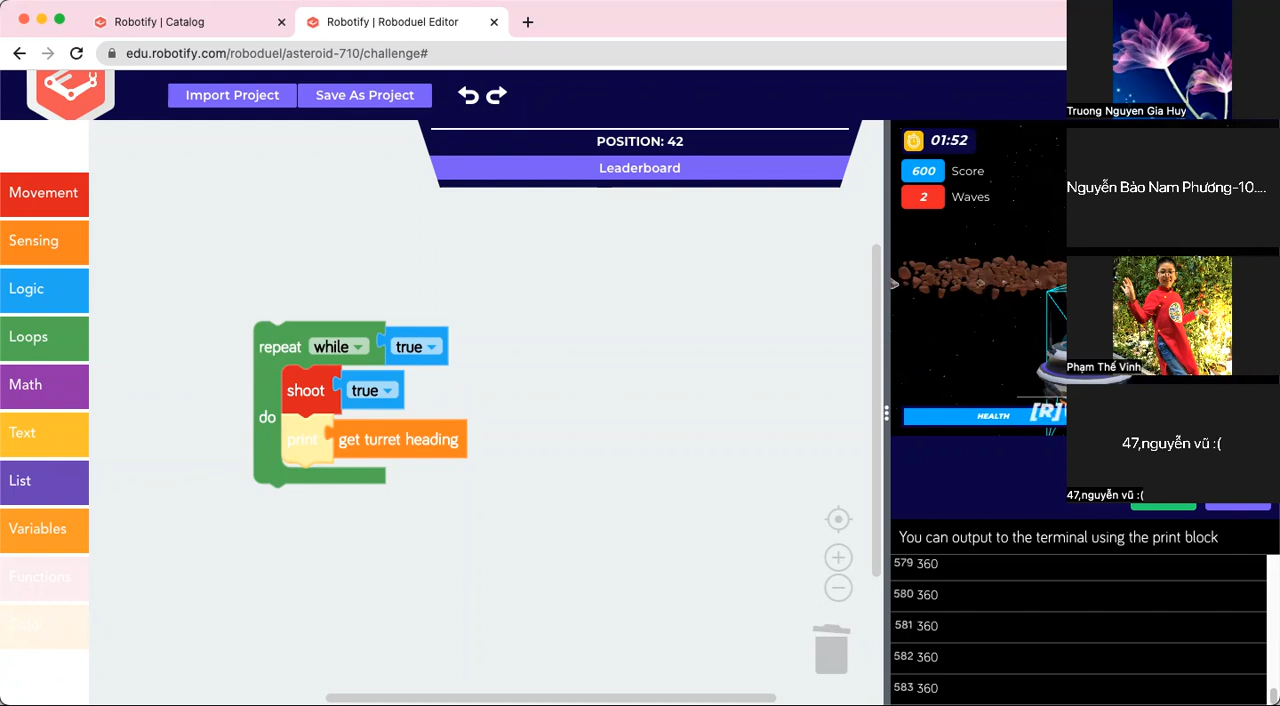 Robotify | Catalog
Robotify | Roboduel Editor
edu.robotify.com/roboduel/asteroid-710/challenge#
Import Project
Save As Project
POSITION: 42
Leaderboard
Movement
Sensing
Logic
Loops
Math
Text
List
Variables
Functions
Color
repeat while true
shoot true
do
print get turret heading
01:52
600 Score
2 Waves
HEALTH
[R]
You can output to the terminal using the print block
579 360
580 360
581 360
582 360
583 360
Truong Nguyen Gia Huy
Nguyễn Bảo Nam Phương-10....
Phạm Thế Vinh
47,nguyễn vũ :(
47,nguyễn vũ :(